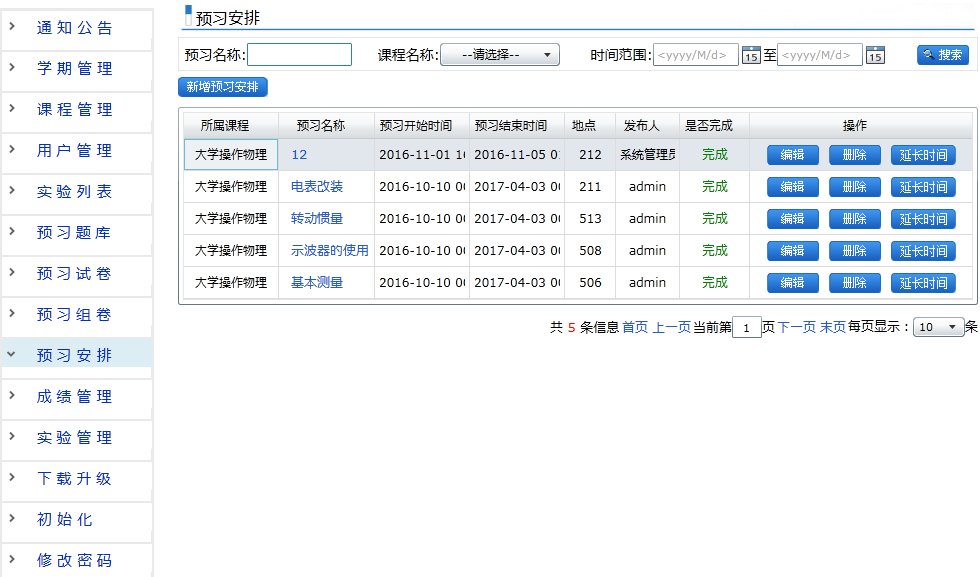 通知公告
学期管理
课程管理
用户管理
实验列表
预习题库
预习试卷
预习组卷
预习安排
成绩管理
实验管理
下载升级
初始化
修改密码
预习安排
预习名称: 课程名称: --请选择-- 时间范围: <yyyy/M/d> 15 至 <yyyy/M/d> 15 搜索
新增预习安排
所属课程 预习名称 预习开始时间 预习结束时间 地点 发布人 是否完成 操作
大学操作物理 12 2016-11-01 1 2016-11-05 0 212 系统管理员 完成 编辑 删除 延长时间
大学操作物理 电表改装 2016-10-10 0 2017-04-03 0 211 admin 完成 编辑 删除 延长时间
大学操作物理 转动惯量 2016-10-10 0 2017-04-03 0 513 admin 完成 编辑 删除 延长时间
大学操作物理 示波器的使用 2016-10-10 0 2017-04-03 0 508 admin 完成 编辑 删除 延长时间
大学操作物理 基本测量 2016-10-10 0 2017-04-03 0 506 admin 完成 编辑 删除 延长时间
共 5 条信息 首页 上一页 当前第 1 页 下一页 末页 每页显示： 10 条